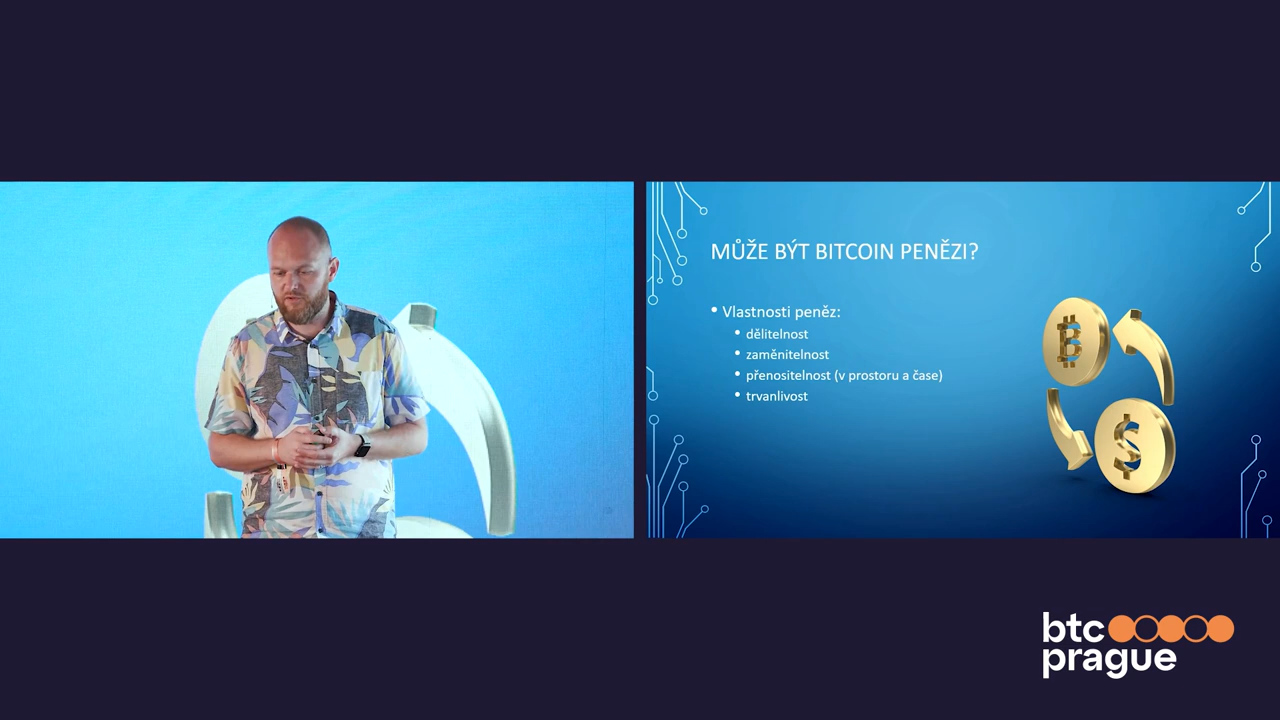 MŮŽE BÝT BITCOIN PENĚZI?
• Vlastnosti peněz:
• dělitelnost
• zaměnitelnost
• přenositelnost (v prostoru a čase)
• trvanlivost
btc
prague